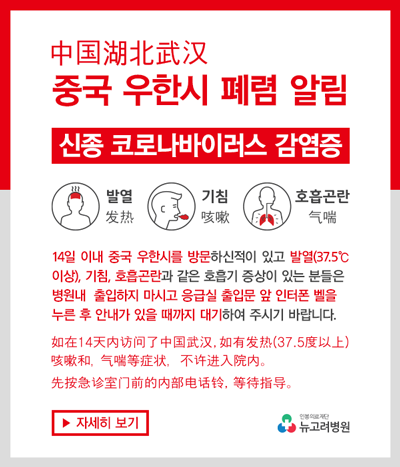 中国湖北武汉
중국 우한시 폐렴 알림
신종 코로나바이러스 감염증
발열 기침 호흡곤란
发热 咳嗽 气喘
14일 이내 중국 우한시를 방문하신적이 있고 발열(37.5℃
이상), 기침, 호흡곤란과 같은 호흡기 증상이 있는 분들은
병원내 출입하지 마시고 응급실 출입문 앞 인터폰 벨을
누른 후 안내가 있을 때까지 대기하여 주시기 바랍니다.
如在14天内访问了中国武汉, 如有发热(37.5度以上)
咳嗽和, 气喘等症状, 不许进入院内。
先按急诊室门前的内部电话铃, 等待指导。
▶ 자세히 보기
인봉의료재단
뉴고려병원